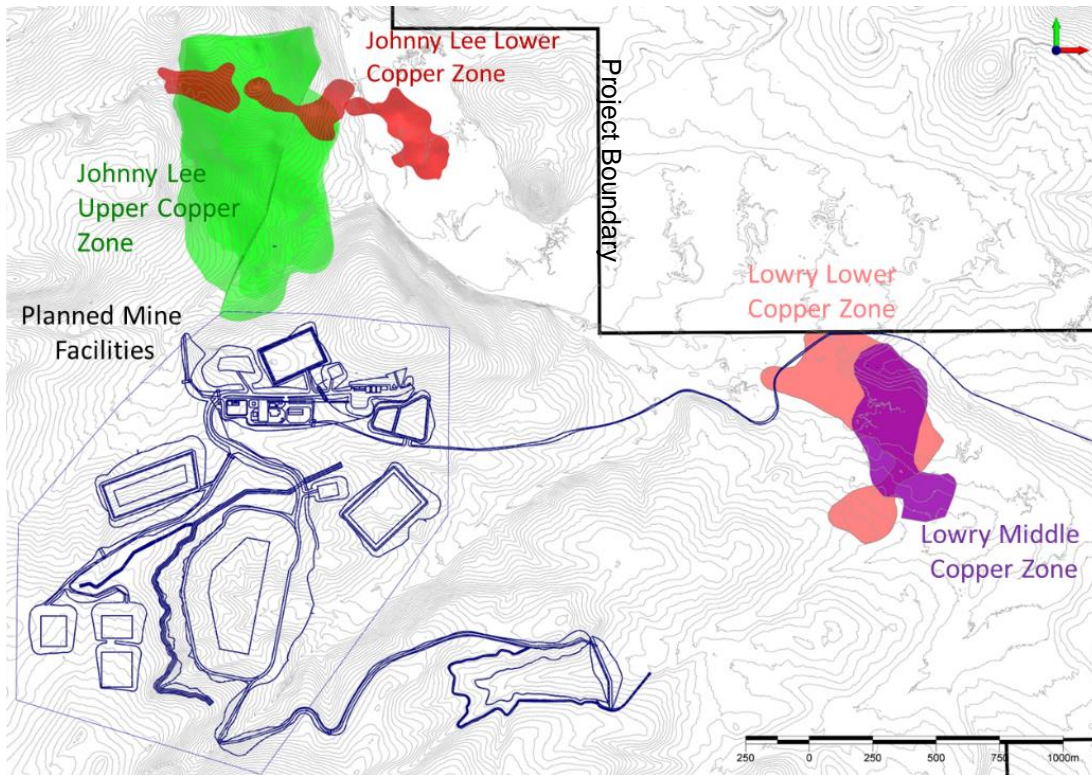 Johnny Lee Lower
Copper Zone
Project Boundary
Johnny Lee
Upper Copper
Zone
Lowry Lower
Copper Zone
Planned Mine
Facilities
Lowry Middle
Copper Zone
250 0 250 500 750 1000m